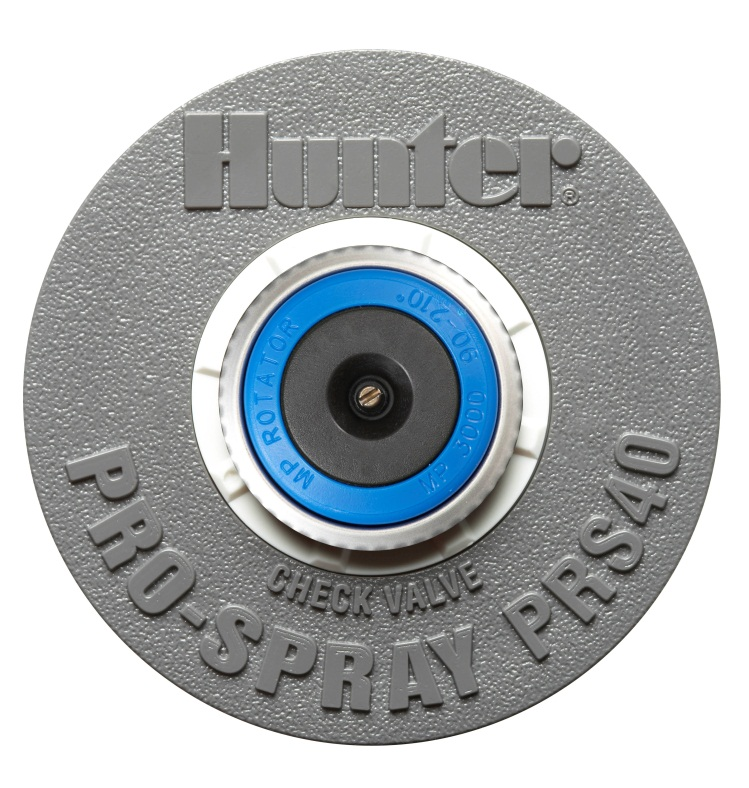 Hunter®
MP ROTATOR
90-210°
MP 3000
CHECK VALVE
PRO-SPRAY PRS40